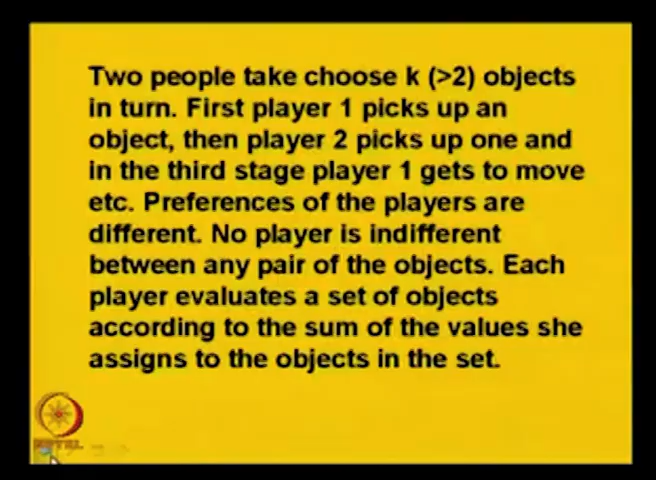 Two people take choose k (>2) objects
in turn. First player 1 picks up an
object, then player 2 picks up one and
in the third stage player 1 gets to move
etc. Preferences of the players are
different. No player is indifferent
between any pair of the objects. Each
player evaluates a set of objects
according to the sum of the values she
assigns to the objects in the set.